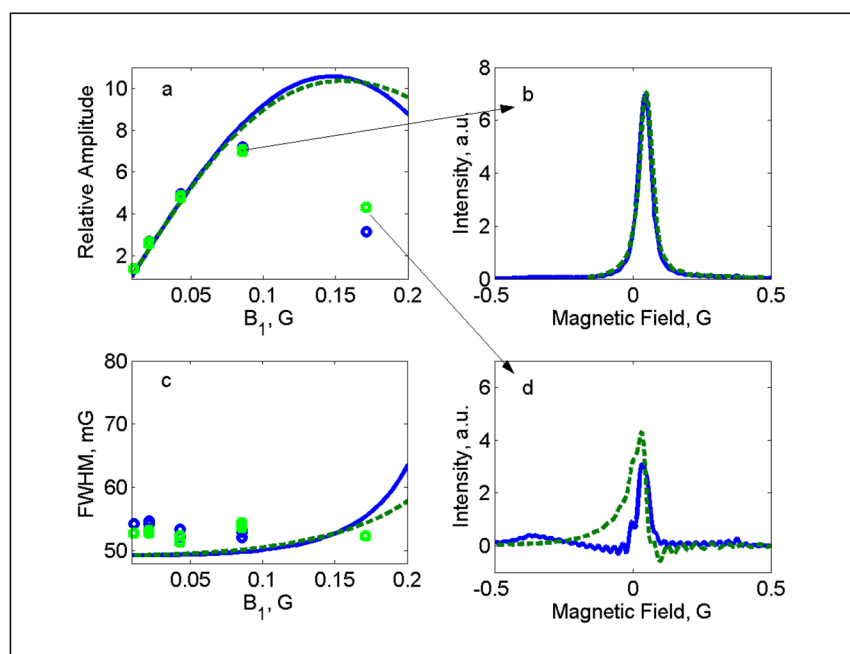 a
10
8
6
4
2
Relative Amplitude
0.05 0.1 0.15 0.2
B1, G
b
8
6
4
2
0
Intensity, a.u.
-0.5 0 0.5
Magnetic Field, G
c
80
70
60
50
FWHM, mG
0.05 0.1 0.15 0.2
B1, G
d
6
4
2
0
Intensity, a.u.
-0.5 0 0.5
Magnetic Field, G